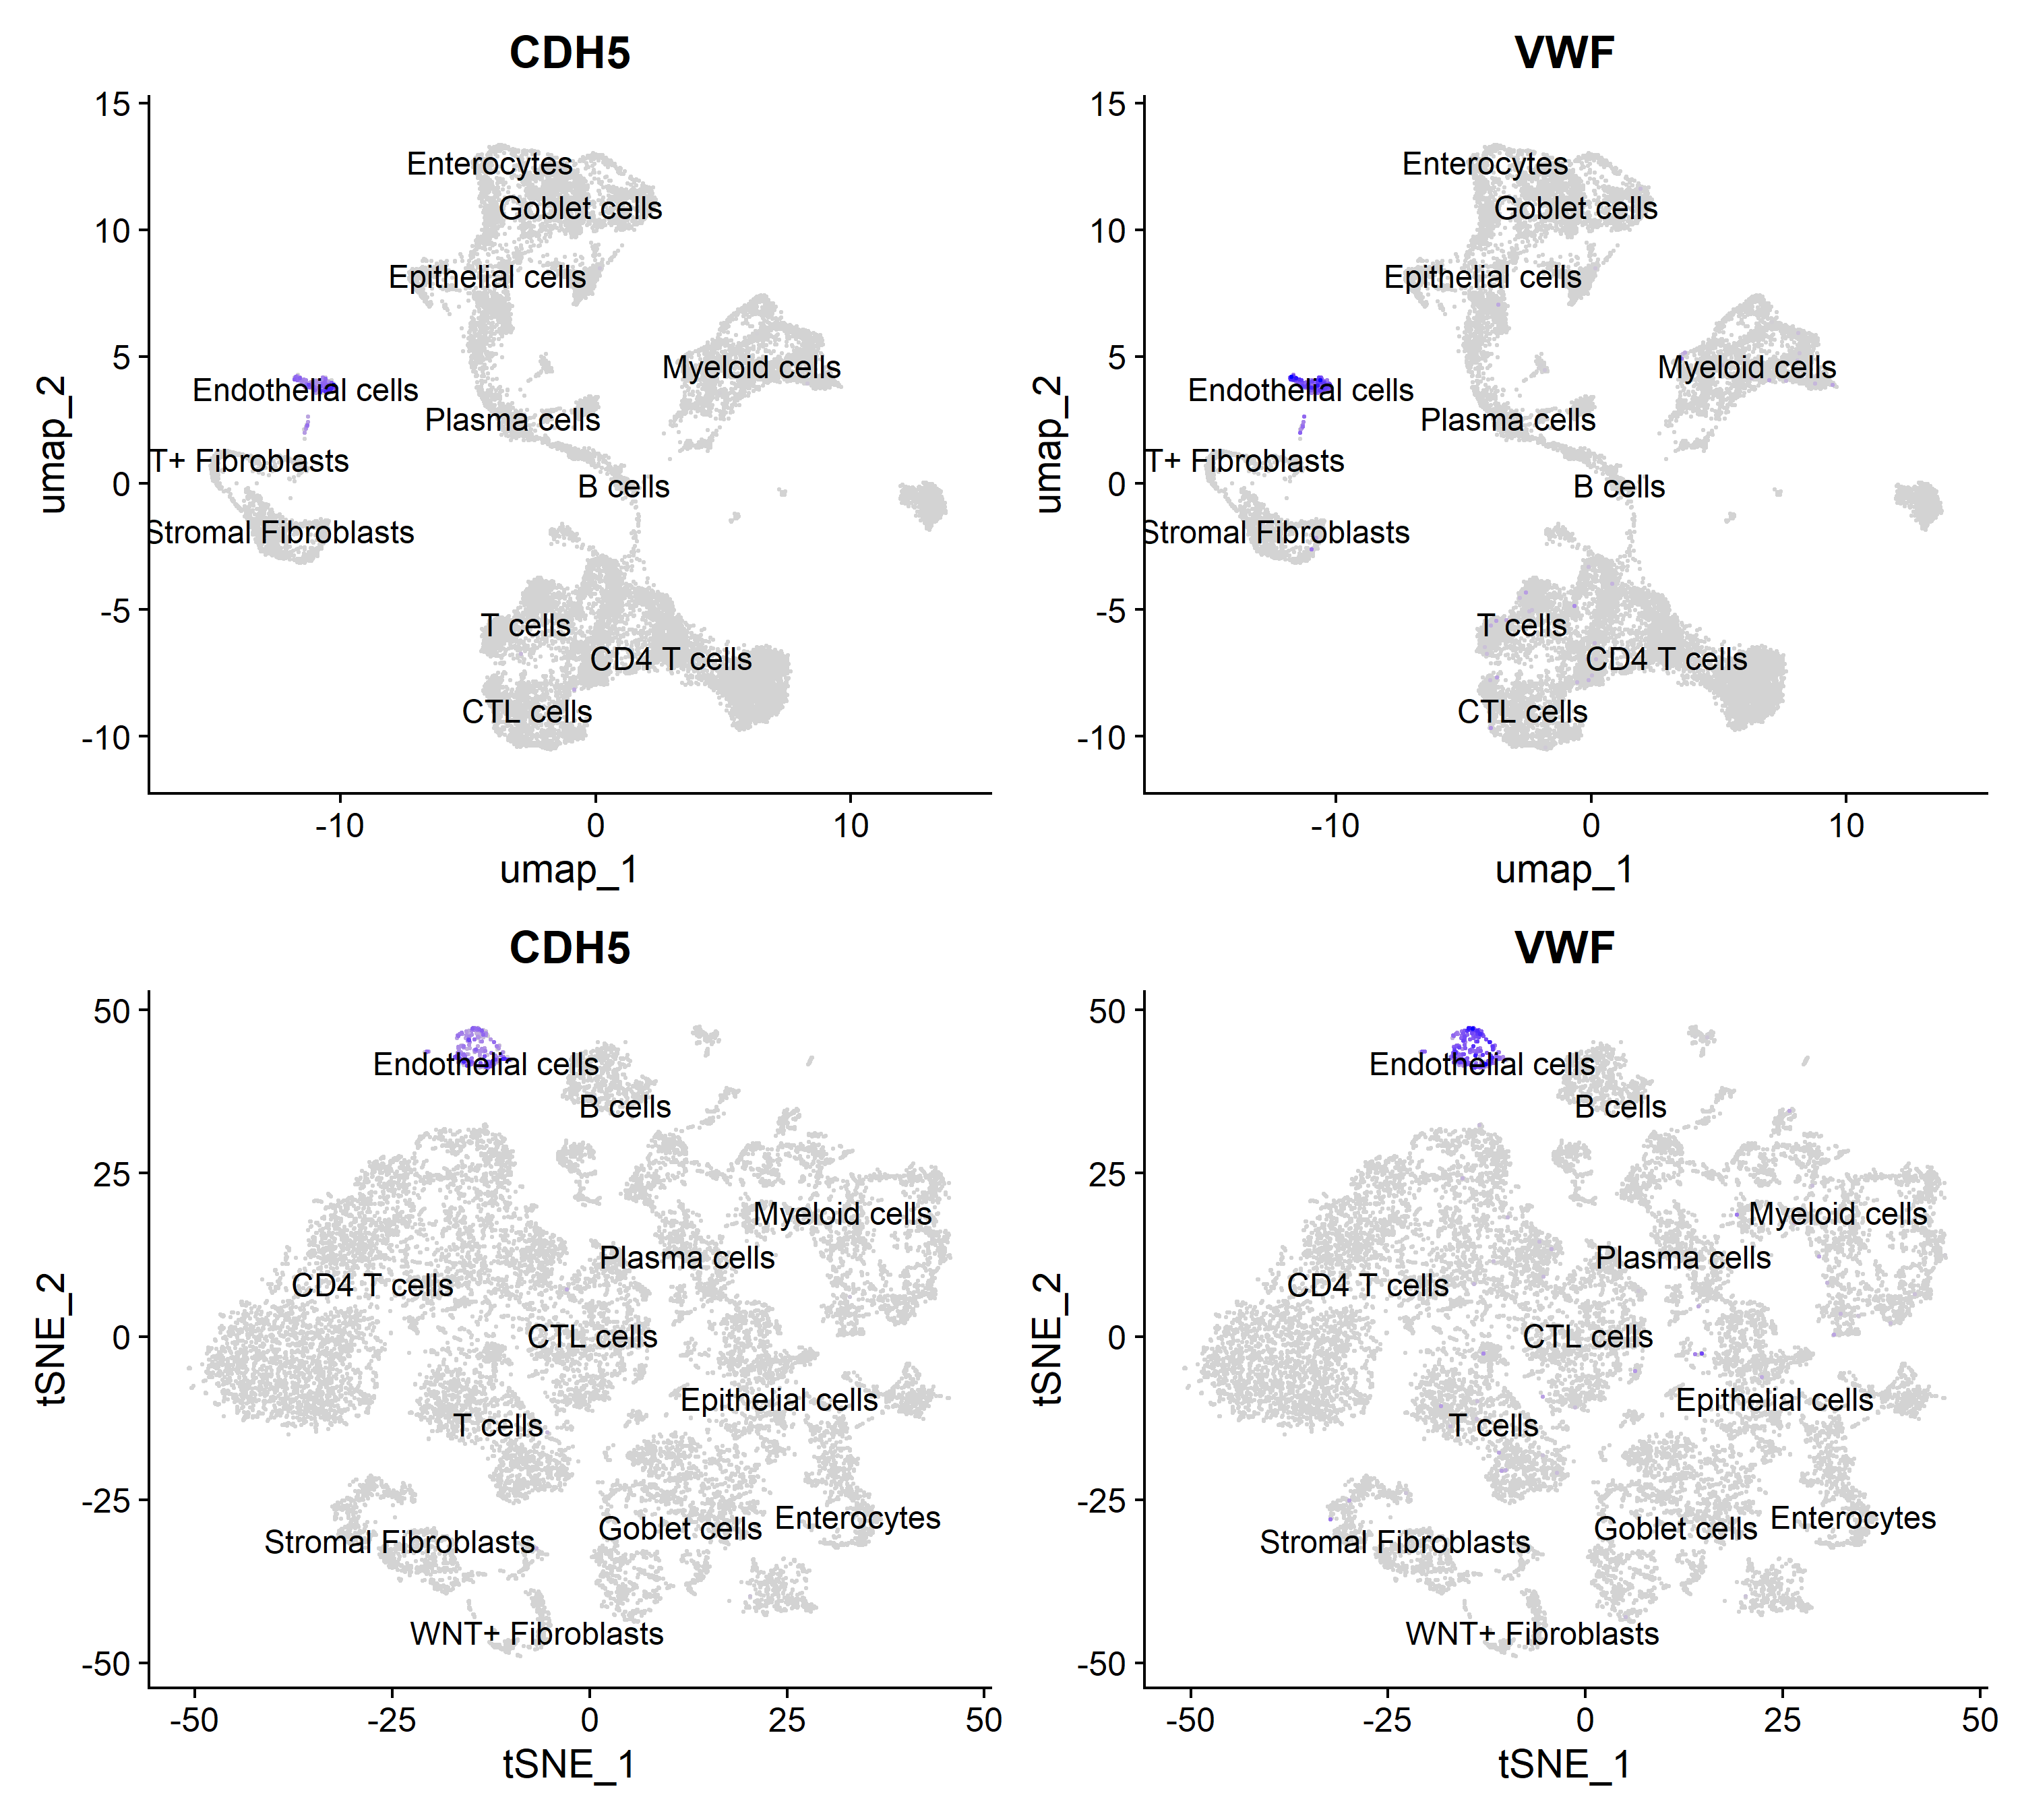 CDH5
15
10
5
0
-5
-10
umap_2
Enterocytes
Goblet cells
Epithelial cells
Myeloid cells
Endothelial cells
Plasma cells
T+ Fibroblasts
B cells
Stromal Fibroblasts
T cells
CD4 T cells
CTL cells
-10
0
10
umap_1
VWF
15
10
5
0
-5
-10
umap_2
Enterocytes
Goblet cells
Epithelial cells
Myeloid cells
Endothelial cells
Plasma cells
T+ Fibroblasts
B cells
Stromal Fibroblasts
T cells
CD4 T cells
CTL cells
-10
0
10
umap_1
CDH5
50
25
0
-25
-50
tSNE_2
Endothelial cells
B cells
Myeloid cells
Plasma cells
CD4 T cells
CTL cells
Epithelial cells
T cells
Enterocytes
Goblet cells
Stromal Fibroblasts
WNT+ Fibroblasts
-50
-25
0
25
50
tSNE_1
VWF
50
25
0
-25
-50
tSNE_2
Endothelial cells
B cells
Myeloid cells
Plasma cells
CD4 T cells
CTL cells
Epithelial cells
T cells
Enterocytes
Goblet cells
Stromal Fibroblasts
WNT+ Fibroblasts
-50
-25
0
25
50
tSNE_1